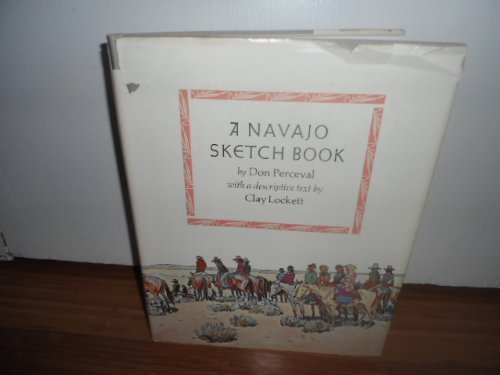 A NAVAJO
SKETCH BOOK
by Don Perceval
with a descriptive text by
Clay Lockett